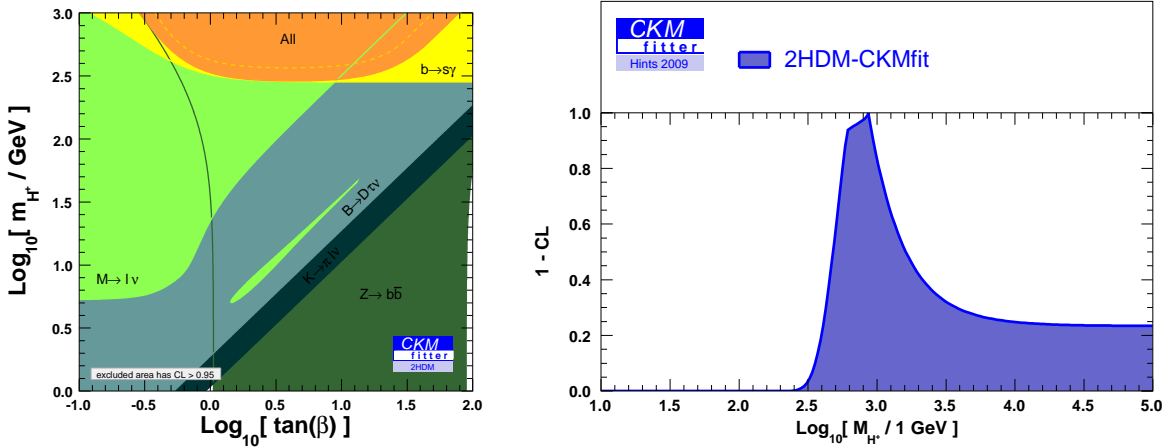 3.0
2.5
2.0
1.5
1.0
0.5
0.0
-1.0
-0.5
0.0
0.5
1.0
1.5
2.0
Log10[ tan(β) ]
Log10[ mH+ / GeV ]
All
b→sγ
B→Dτν
M→ l ν
K→π l ν
Z→ bb̅
CKM
fitter
2HDM
excluded area has CL > 0.95
CKM
fitter
Hints 2009
2HDM-CKMfit
1.0
0.8
0.6
0.4
0.2
0.0
1 - CL
1.0
1.5
2.0
2.5
3.0
3.5
4.0
4.5
5.0
Log10[ MH+ / 1 GeV ]